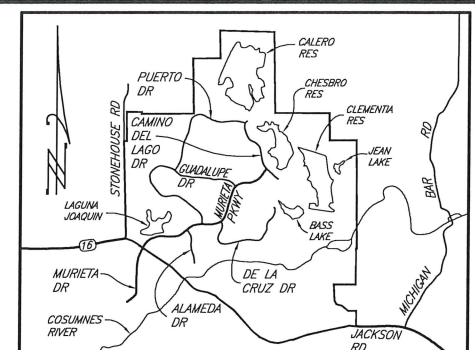 CALERO
RES
PUERTO
DR
CHESBRO
RES
CLEMENTIA
RES
CAMINO
DEL
LAGO
DR
STONEHOUSE RD
GUADALUPE
DR
MURIETA
PKWY
JEAN
LAKE
BAR RD
LAGUNA
JOAQUIN
BASS
LAKE
16
N
MURIETA
DR
DE LA
CRUZ DR
ALAMEDA
DR
MICHIGAN
COSUMNES
RIVER
JACKSON
RD